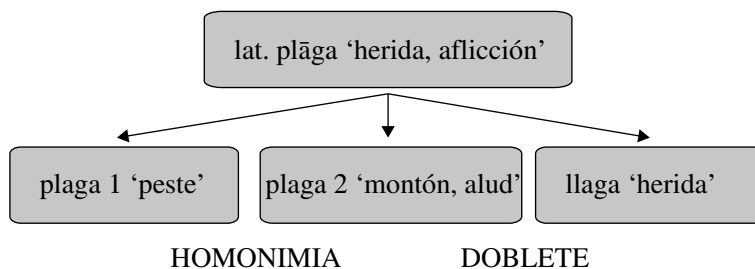 lat. plāga ‘herida, aflicción’
plaga 1 ‘peste’
plaga 2 ‘montón, alud’
llaga ‘herida’
HOMONIMIA
DOBLETE